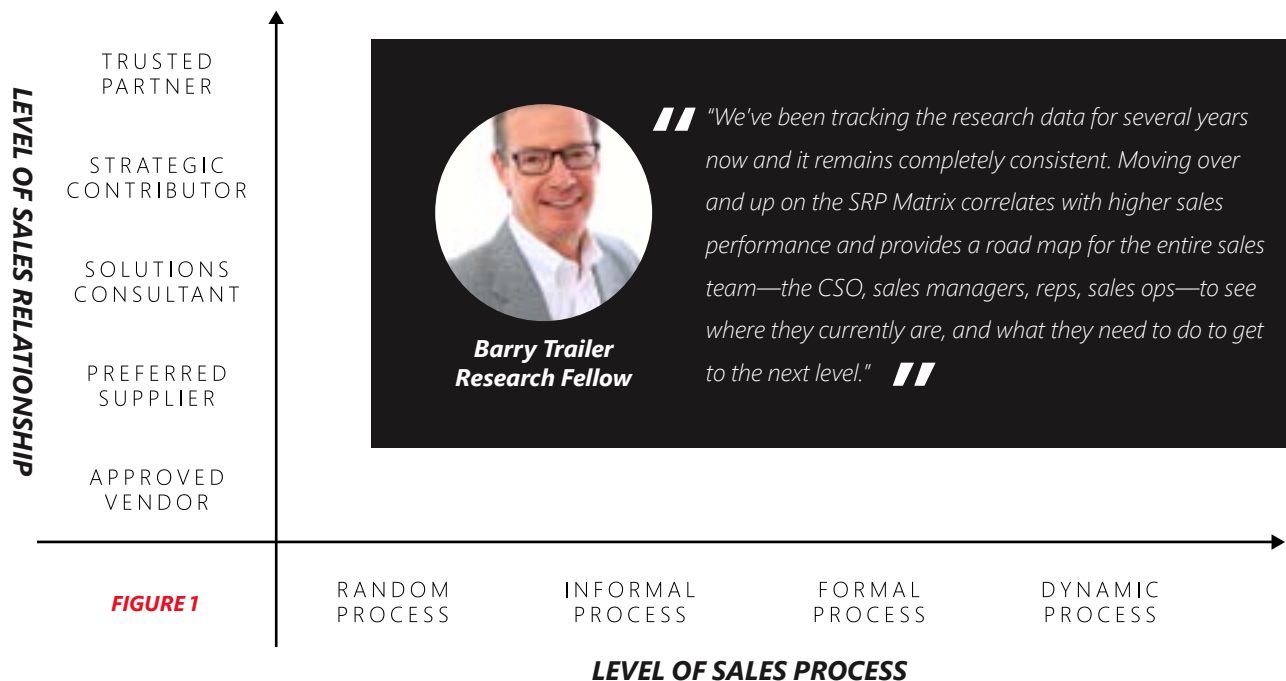 TRUSTED
PARTNER
STRATEGIC
CONTRIBUTOR
SOLUTIONS
CONSULTANT
PREFERRED
SUPPLIER
APPROVED
VENDOR
LEVEL OF SALES RELATIONSHIP
"We've been tracking the research data for several years
now and it remains completely consistent. Moving over
and up on the SRP Matrix correlates with higher sales
performance and provides a road map for the entire sales
team—the CSO, sales managers, reps, sales ops—to see
where they currently are, and what they need to do to get
to the next level."
Barry Trailer
Research Fellow
FIGURE 1
RANDOM
PROCESS
INFORMAL
PROCESS
FORMAL
PROCESS
DYNAMIC
PROCESS
LEVEL OF SALES PROCESS